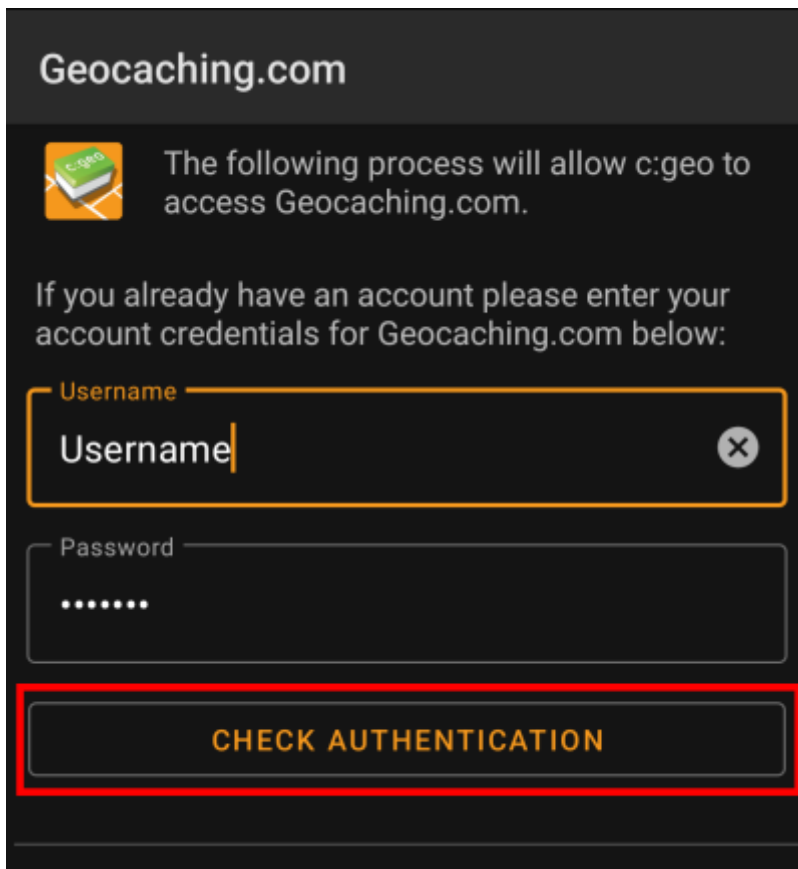 Geocaching.com
c:geo
The following process will allow c:geo to
access Geocaching.com.
If you already have an account please enter your
account credentials for Geocaching.com below:
Username
Username
Password
•••••••
CHECK AUTHENTICATION